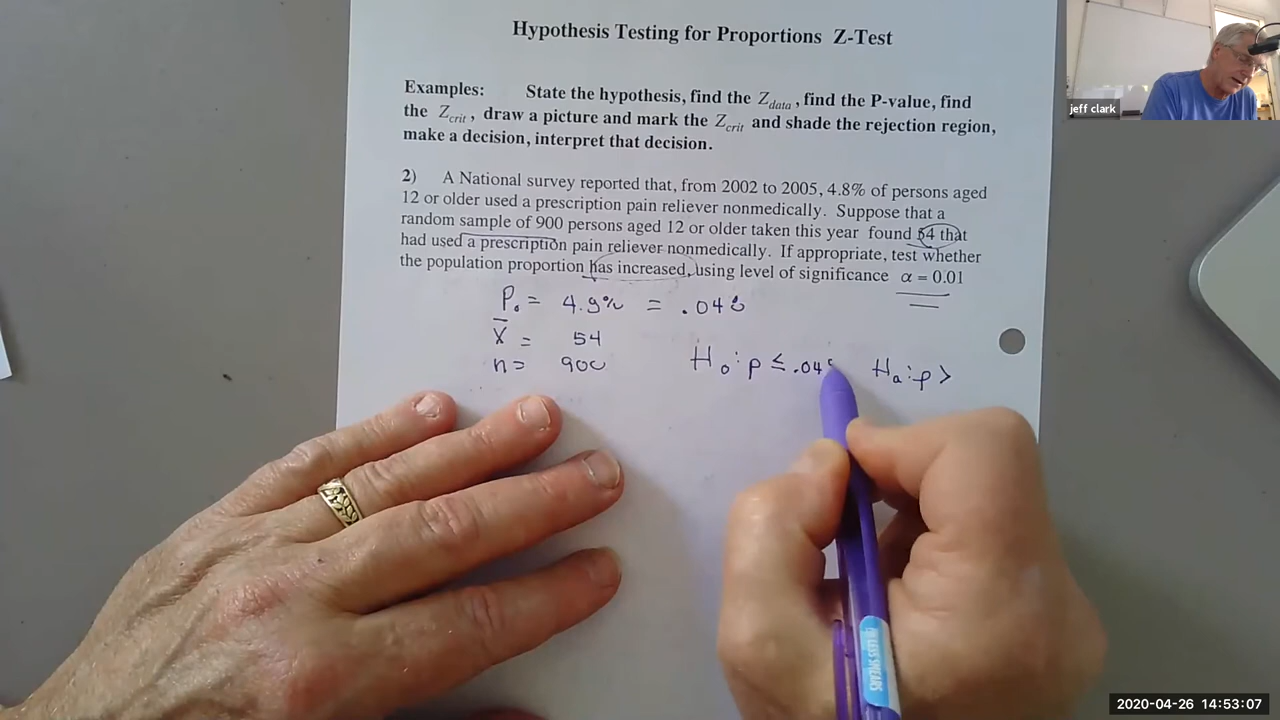 Hypothesis Testing for Proportions Z-Test
jeff clark
Examples: State the hypothesis, find the Zdata, find the P-value, find
the Zcrit, draw a picture and mark the Zcrit and shade the rejection region,
make a decision, interpret that decision.
2) A National survey reported that, from 2002 to 2005, 4.8% of persons aged
12 or older used a prescription pain reliever nonmedically. Suppose that a
random sample of 900 persons aged 12 or older taken this year found 54 that
had used a prescription pain reliever nonmedically. If appropriate, test whether
the population proportion has increased, using level of significance α = 0.01
P₀ = 4.8% = .048
X̄ = 54
n = 900
H₀: p ≤ .048 Hₐ: p >
INKLESS SMEARS
2020-04-26 14:53:07